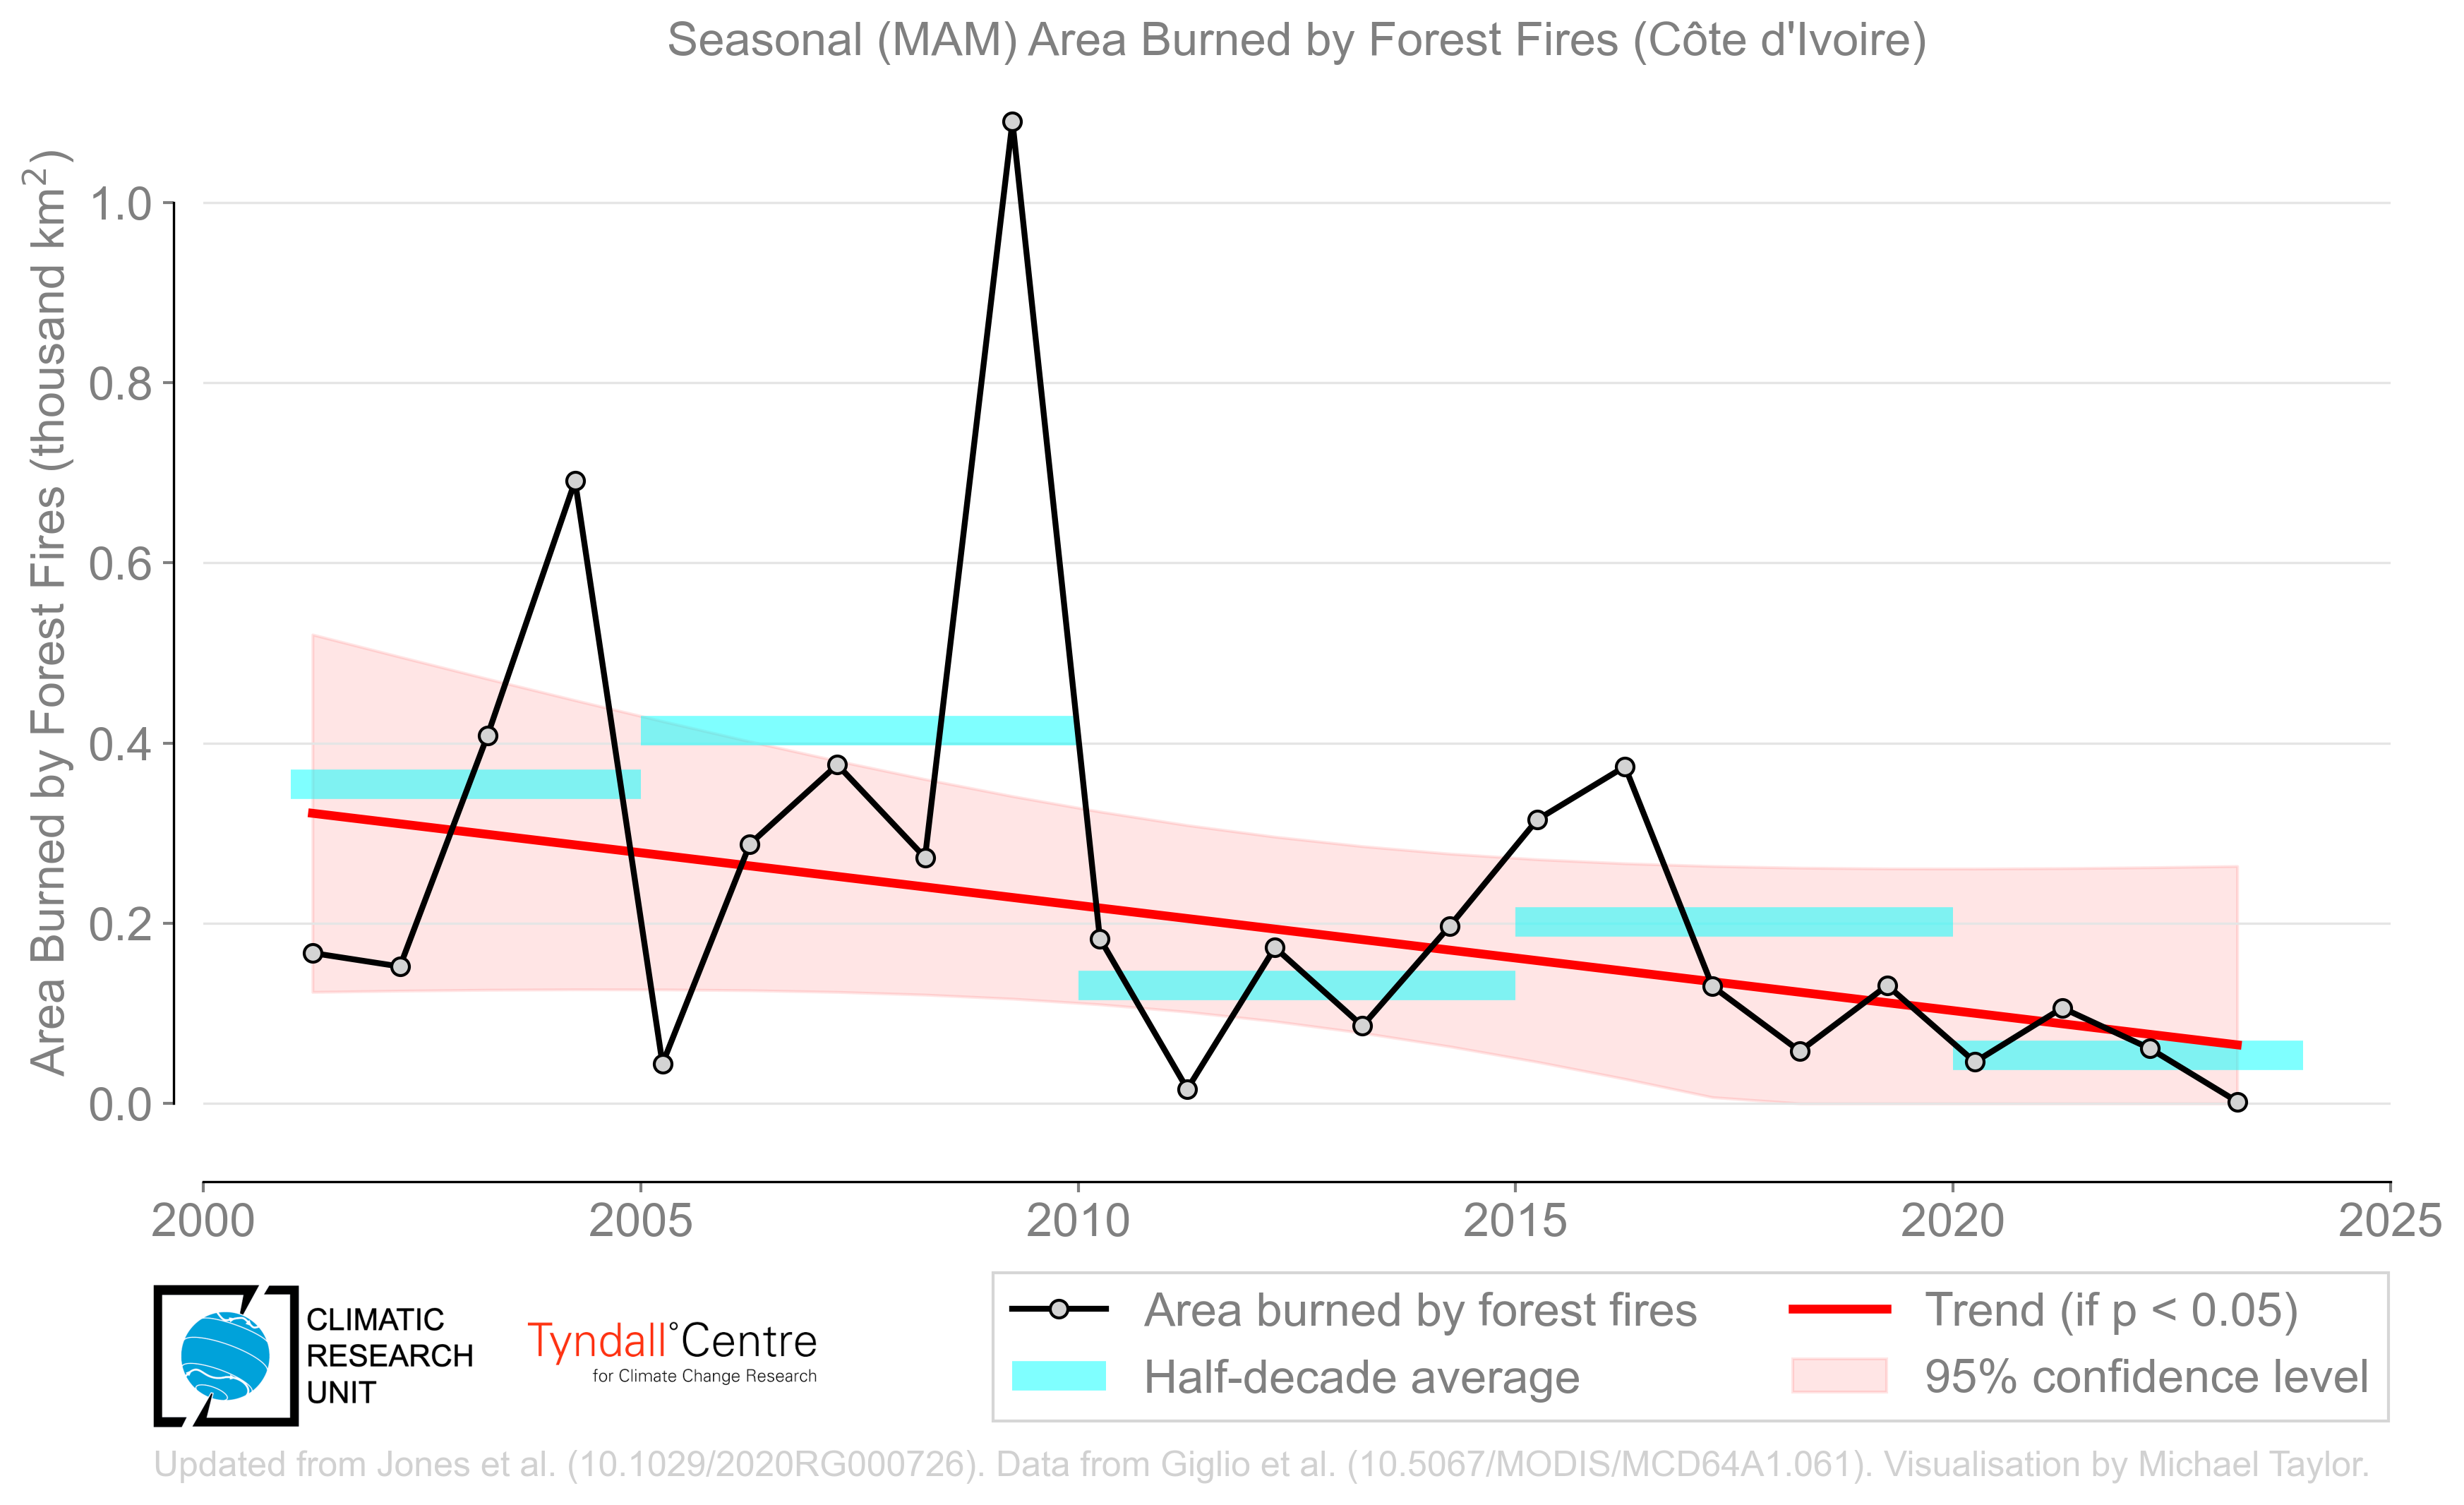 Seasonal (MAM) Area Burned by Forest Fires (Côte d'Ivoire)
Area Burned by Forest Fires (thousand km²)
1.0
0.8
0.6
0.4
0.2
0.0
2000
2005
2010
2015
2020
2025
CLIMATIC
RESEARCH
UNIT
Tyndall°Centre
for Climate Change Research
Area burned by forest fires
Half-decade average
Trend (if p < 0.05)
95% confidence level
Updated from Jones et al. (10.1029/2020RG000726). Data from Giglio et al. (10.5067/MODIS/MCD64A1.061). Visualisation by Michael Taylor.